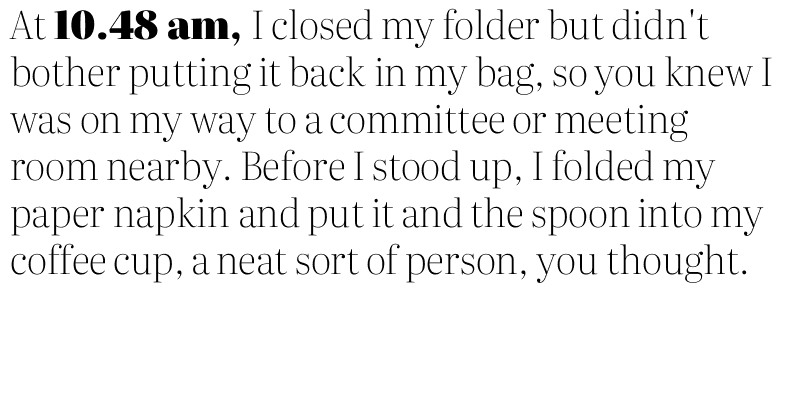 At 10.48 am, I closed my folder but didn't
bother putting it back in my bag, so you knew I
was on my way to a committee or meeting
room nearby. Before I stood up, I folded my
paper napkin and put it and the spoon into my
coffee cup, a neat sort of person, you thought.